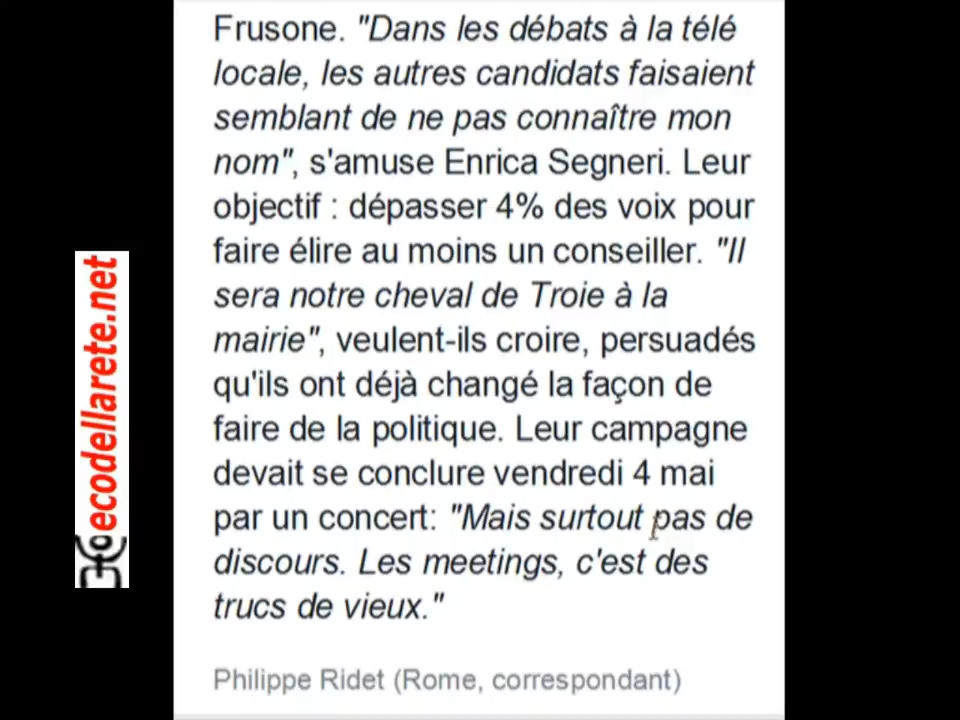 Frusone. "Dans les débats à la télé
locale, les autres candidats faisaient
semblant de ne pas connaître mon
nom", s'amuse Enrica Segneri. Leur
objectif : dépasser 4% des voix pour
faire élire au moins un conseiller. "Il
sera notre cheval de Troie à la
mairie", veulent-ils croire, persuadés
qu'ils ont déjà changé la façon de
faire de la politique. Leur campagne
devait se conclure vendredi 4 mai
par un concert: "Mais surtout pas de
discours. Les meetings, c'est des
trucs de vieux."
Philippe Ridet (Rome, correspondant)
ecodellarete.net